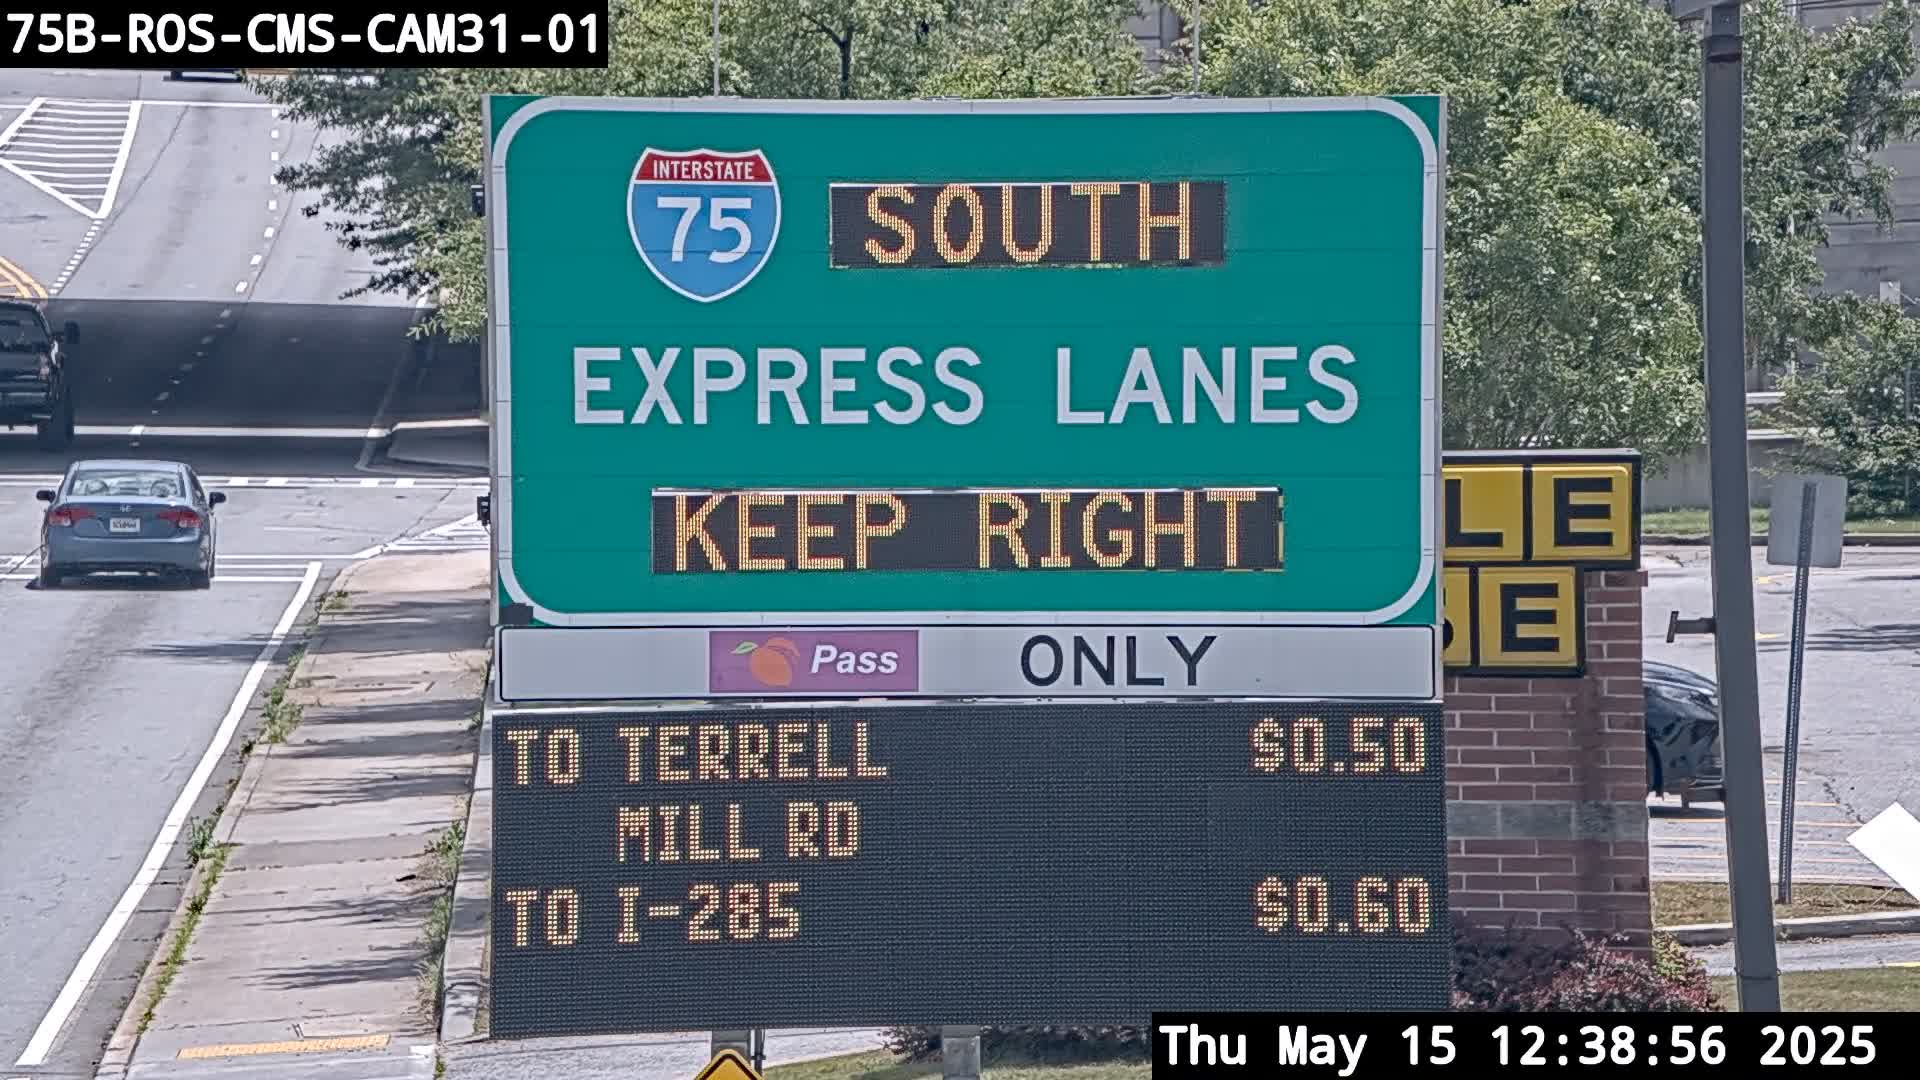 75B-ROS-CMS-CAM31-01
INTERSTATE
75
SOUTH
EXPRESS LANES
KEEP RIGHT
Pass ONLY
TO TERRELL $0.50
MILL RD
TO I-285 $0.60
LE
E
Thu May 15 12:38:56 2025